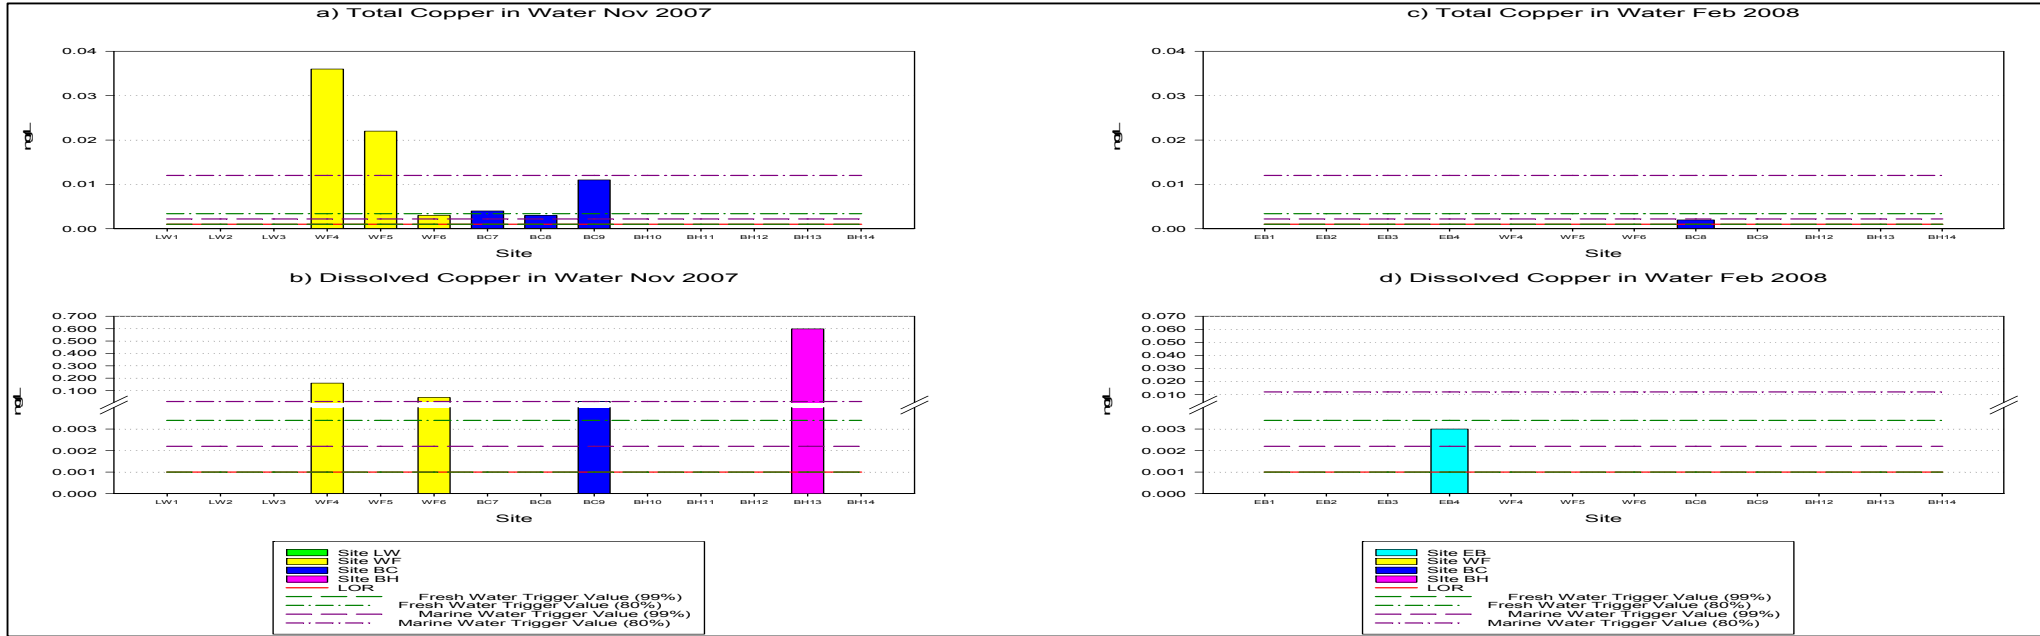 a) Total Copper in Water Nov 2007
0.04
0.03
0.02
0.01
0.00
mg/L
LW1 LW2 LW3 WF4 WF5 WF6 BC7 BC8 BC9 BH10 BH11 BH12 BH13 BH14
Site
b) Dissolved Copper in Water Nov 2007
0.700
0.600
0.500
0.400
0.300
0.200
0.100
0.003
0.002
0.001
0.000
mg/L
LW1 LW2 LW3 WF4 WF5 WF6 BC7 BC8 BC9 BH10 BH11 BH12 BH13 BH14
Site
Site LW
Site WF
Site BC
SIte BH
LOR
Fresh Water Trigger Value (99%)
Fresh Water Trigger Value (80%)
Marine Water Trigger Value (99%)
Marine Water Trigger Value (80%)
c) Total Copper in Water Feb 2008
0.04
0.03
0.02
0.01
0.00
mg/L
EB1 EB2 EB3 EB4 WF4 WF5 WF6 BC8 BC9 BH12 BH13 BH14
Site
d) Dissolved Copper in Water Feb 2008
0.070
0.060
0.050
0.040
0.030
0.020
0.010
0.003
0.002
0.001
0.000
mg/L
EB1 EB2 EB3 EB4 WF4 WF5 WF6 BC8 BC9 BH12 BH13 BH14
Site
Site EB
Site WF
Site BC
SIte BH
LOR
Fresh Water Trigger Value (99%)
Fresh Water Trigger Value (80%)
Marine Water Trigger Value (99%)
Marine Water Trigger Value (80%)